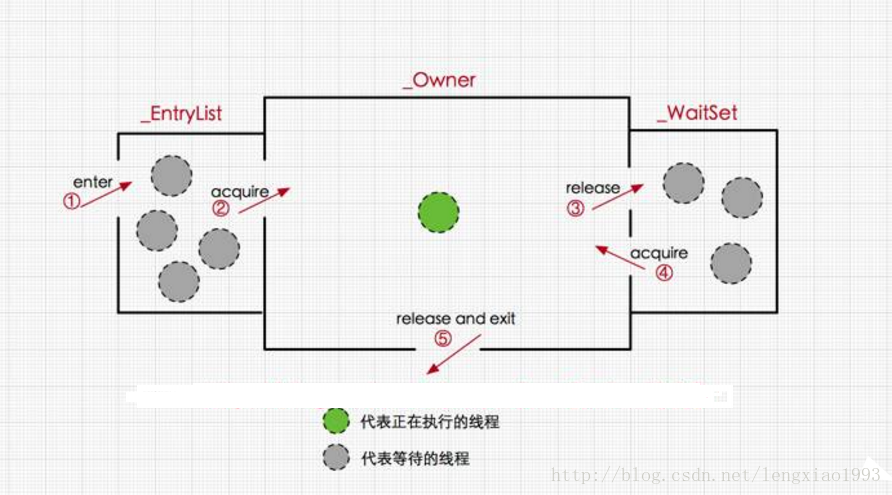 _Owner
_EntryList
_WaitSet
enter
①
acquire
②
release
③
acquire
④
release and exit
⑤
代表正在执行的线程
代表等待的线程
http://blog.csdn.net/lengxiao1993